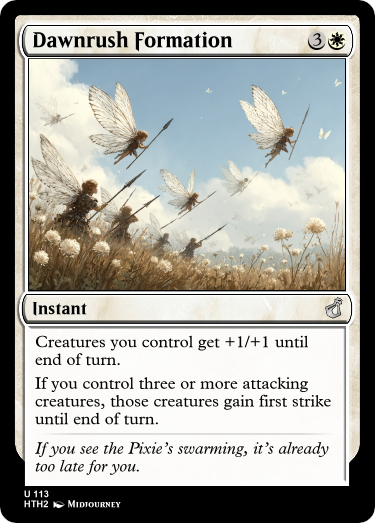 Dawnrush Formation 3
Instant
Creatures you control get +1/+1 until
end of turn.
If you control three or more attacking
creatures, those creatures gain first strike
until end of turn.
If you see the Pixie's swarming, it's already
too late for you.
U 113
HTH2 Midjourney